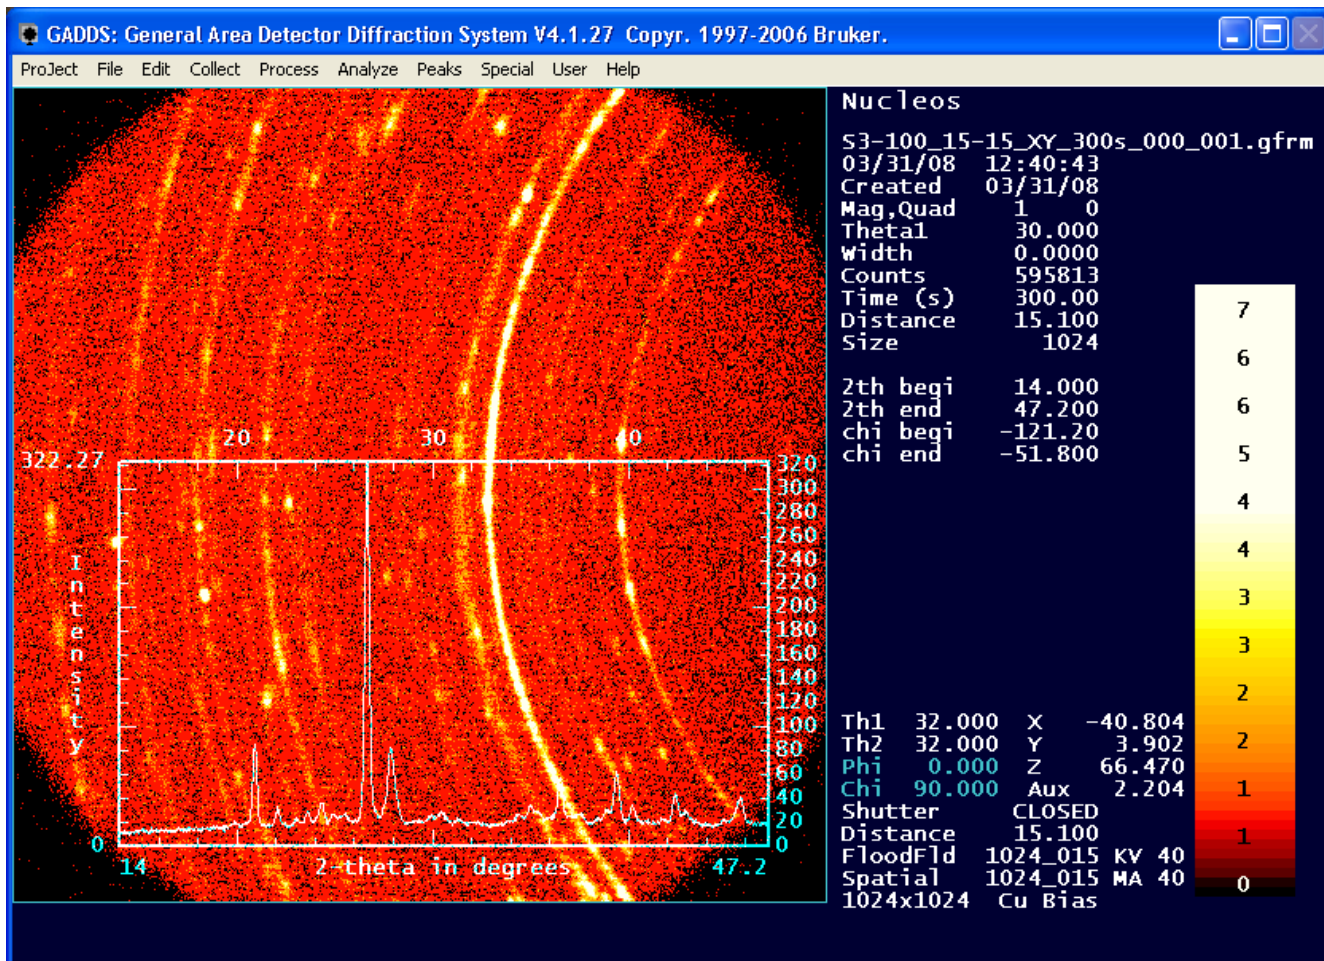 GADDS: General Area Detector Diffraction System V4.1.27 Copyr. 1997-2006 Bruker.
ProJect File Edit Collect Process Analyze Peaks Special User Help
Nucleos
S3-100_15-15_XY_300s_000_001.gfrm
03/31/08 12:40:43
Created 03/31/08
Mag,Quad 1 0
Theta1 30.000
Width 0.0000
Counts 595813
Time (s) 300.00
Distance 15.100
Size 1024
2th begi 14.000
2th end 47.200
chi begi -121.20
chi end -51.800
20 30 40
322.27
320
300
280
260
240
220
200
180
160
140
120
100
80
60
40
20
0
Intensity
0
14 2-theta in degrees 47.2
7
6
6
5
4
4
3
3
2
2
1
1
0
Th1 32.000 X -40.804
Th2 32.000 Y 3.902
Phi 0.000 Z 66.470
Chi 90.000 Aux 2.204
Shutter CLOSED
Distance 15.100
FloodFld 1024_015 KV 40
Spatial 1024_015 MA 40
1024x1024 Cu Bias